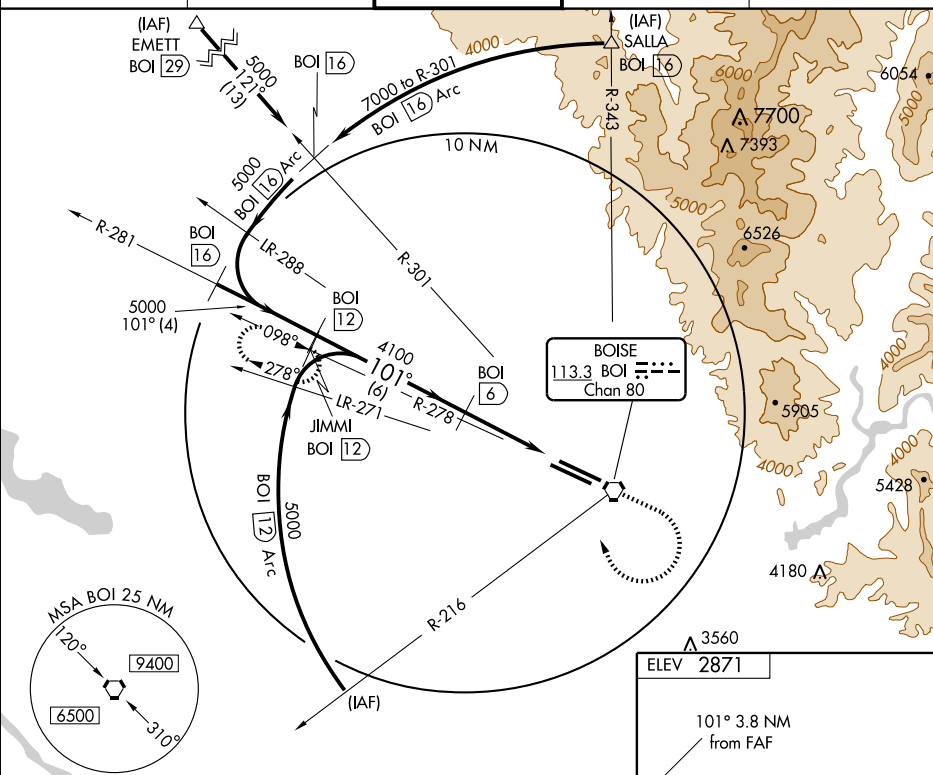 (IAF)
EMETT
BOI 29
5000
121°
(13)
BOI 16
7000 to R-301
BOI 16 Arc
(IAF)
SALLA
BOI 16
R-343
4000
6000
6054
5000
7700
7393
10 NM
5000
BOI 16 Arc
5000
6526
R-281
BOI
16
LR-288
R-301
5000
101° (4)
BOI
12
098°
278°
4100
101°
(6)
R-278
BOI
6
LR-271
JIMMI
BOI 12
BOISE
113.3 BOI
Chan 80
4000
5905
4000
4000
5428
BOI 12 Arc
5000
R-216
4180
MSA BOI 25 NM
120°
9400
6500
310°
(IAF)
3560
ELEV 2871
101° 3.8 NM
from FAF